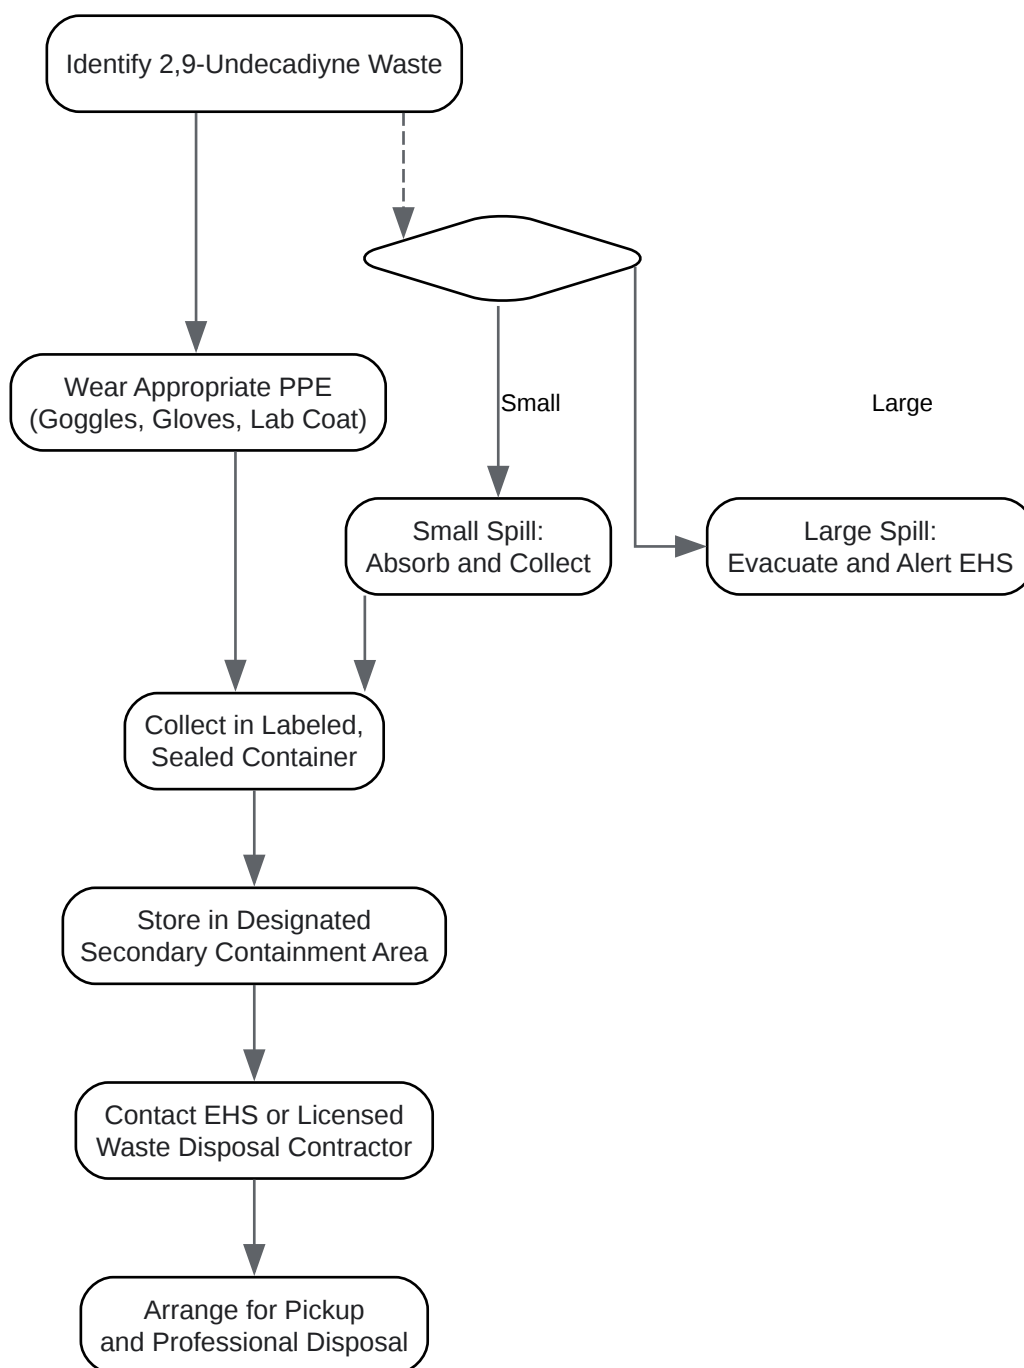 Identify 2,9-Undecadiyne Waste
Wear Appropriate PPE
(Goggles, Gloves, Lab Coat)
Small
Large
Small Spill:
Absorb and Collect
Large Spill:
Evacuate and Alert EHS
Collect in Labeled,
Sealed Container
Store in Designated
Secondary Containment Area
Contact EHS or Licensed
Waste Disposal Contractor
Arrange for Pickup
and Professional Disposal